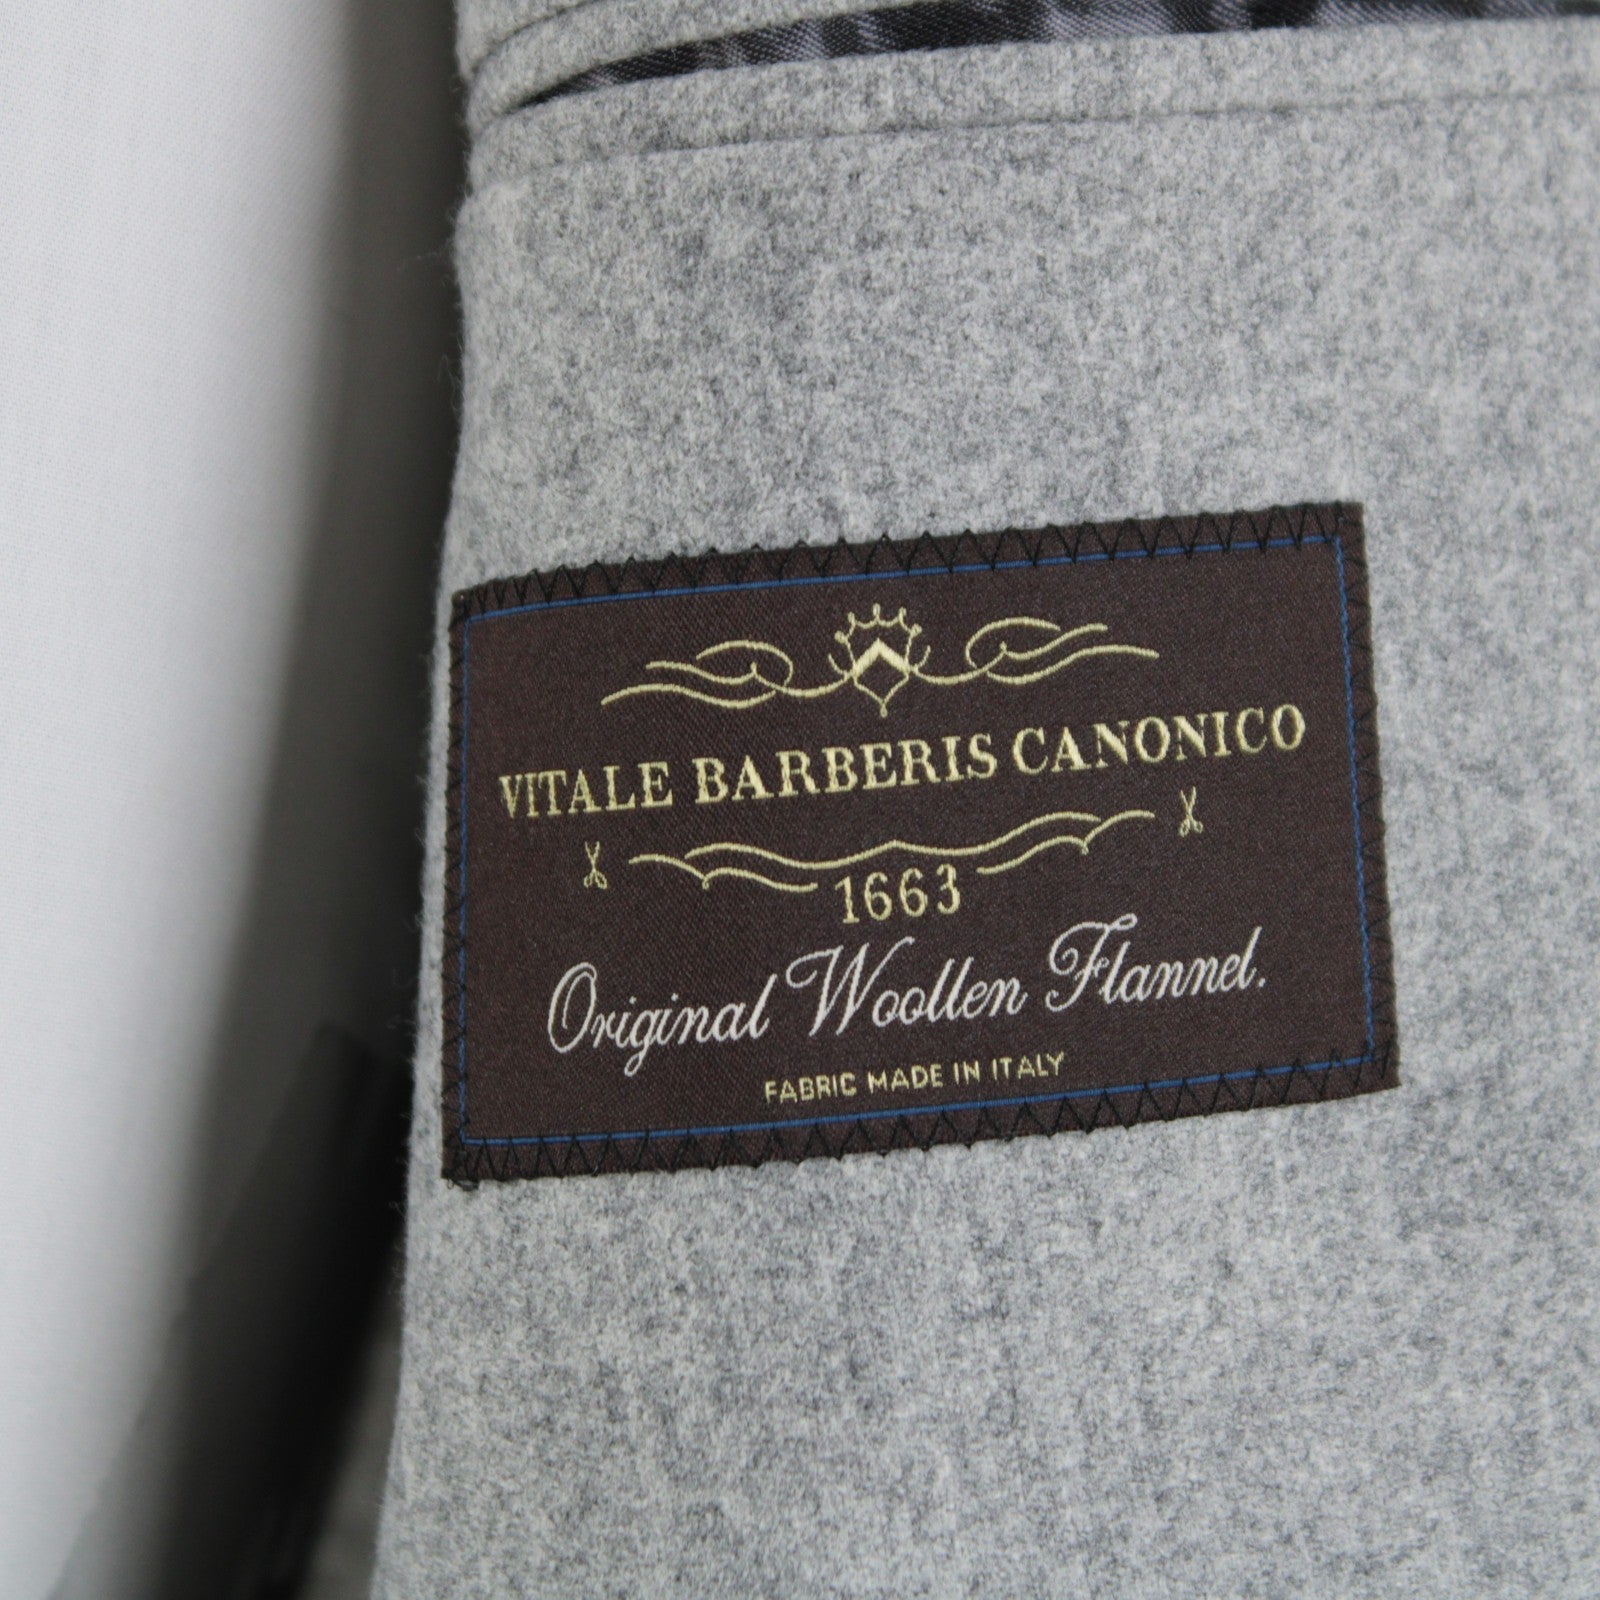 VITALE BARBERIS CANONICO
1663
Original Woollen Flannel.
FABRIC MADE IN ITALY